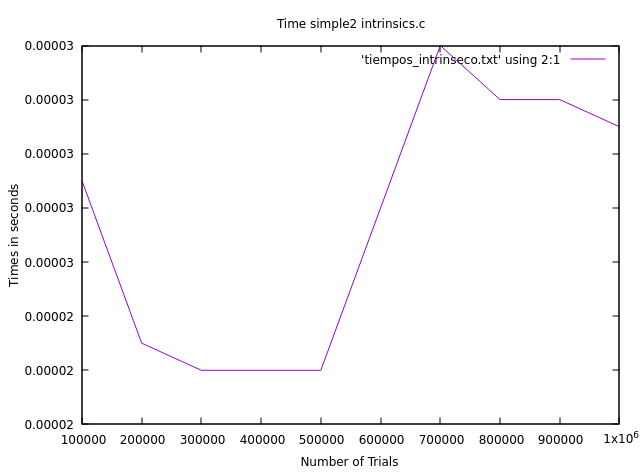 Time simple2 intrinsics.c
'tiempos_intrinseco.txt' using 2:1
0.00003
0.00003
0.00003
0.00003
0.00003
0.00002
0.00002
0.00002
Times in seconds
100000 200000 300000 400000 500000 600000 700000 800000 900000 1x10⁶
Number of Trials